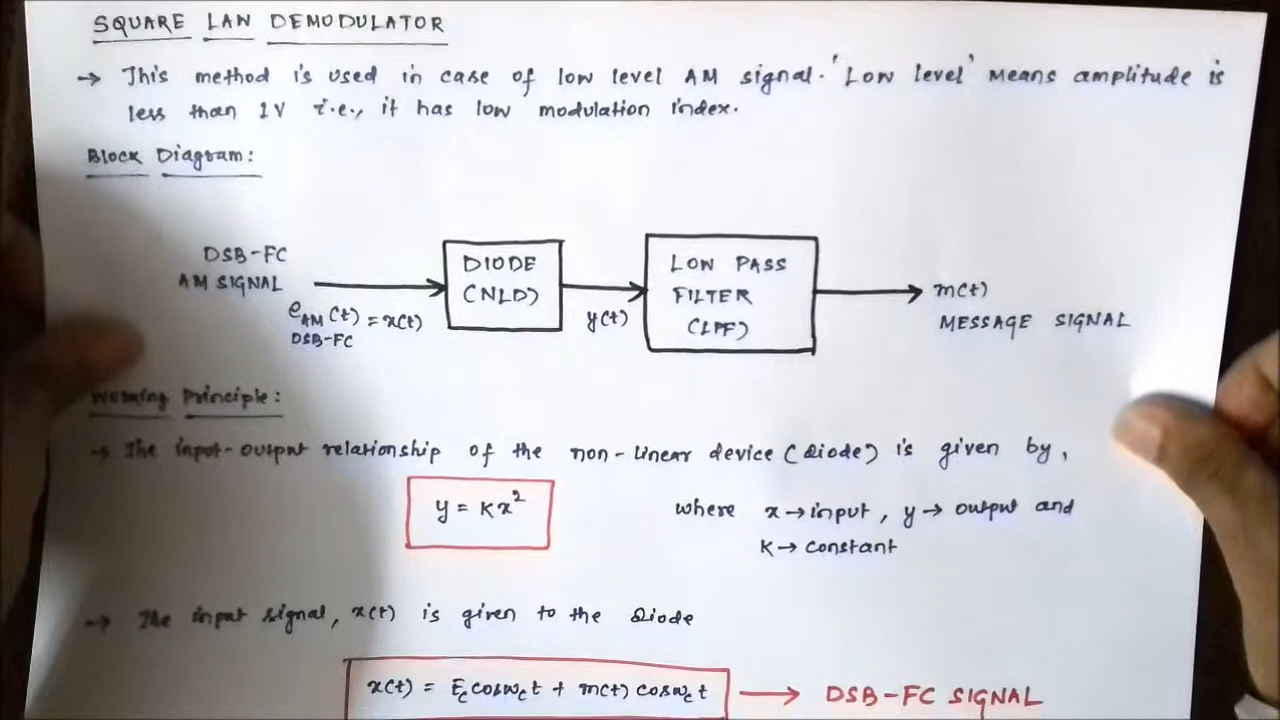 SQUARE LAW DEMODULATOR
→ This method is used in case of low level AM signal. 'Low level' Means amplitude is
less than 1V i.e., it has low modulation index.
Block Diagram:
DSB-FC
AM SIGNAL
e_AM(t) = x(t)
DSB-FC
DIODE
(NLD)
y(t)
LOW PASS
FILTER
(LPF)
m(t)
MESSAGE SIGNAL
Working Principle:
→ The input-output relationship of the non-linear device (Diode) is given by,
y = Kx²
where x→input, y→ output and
K→ constant
→ The input signal, x(t) is given to the Diode
x(t) = E_c cosω_c t + m(t) cosω_c t → DSB-FC SIGNAL